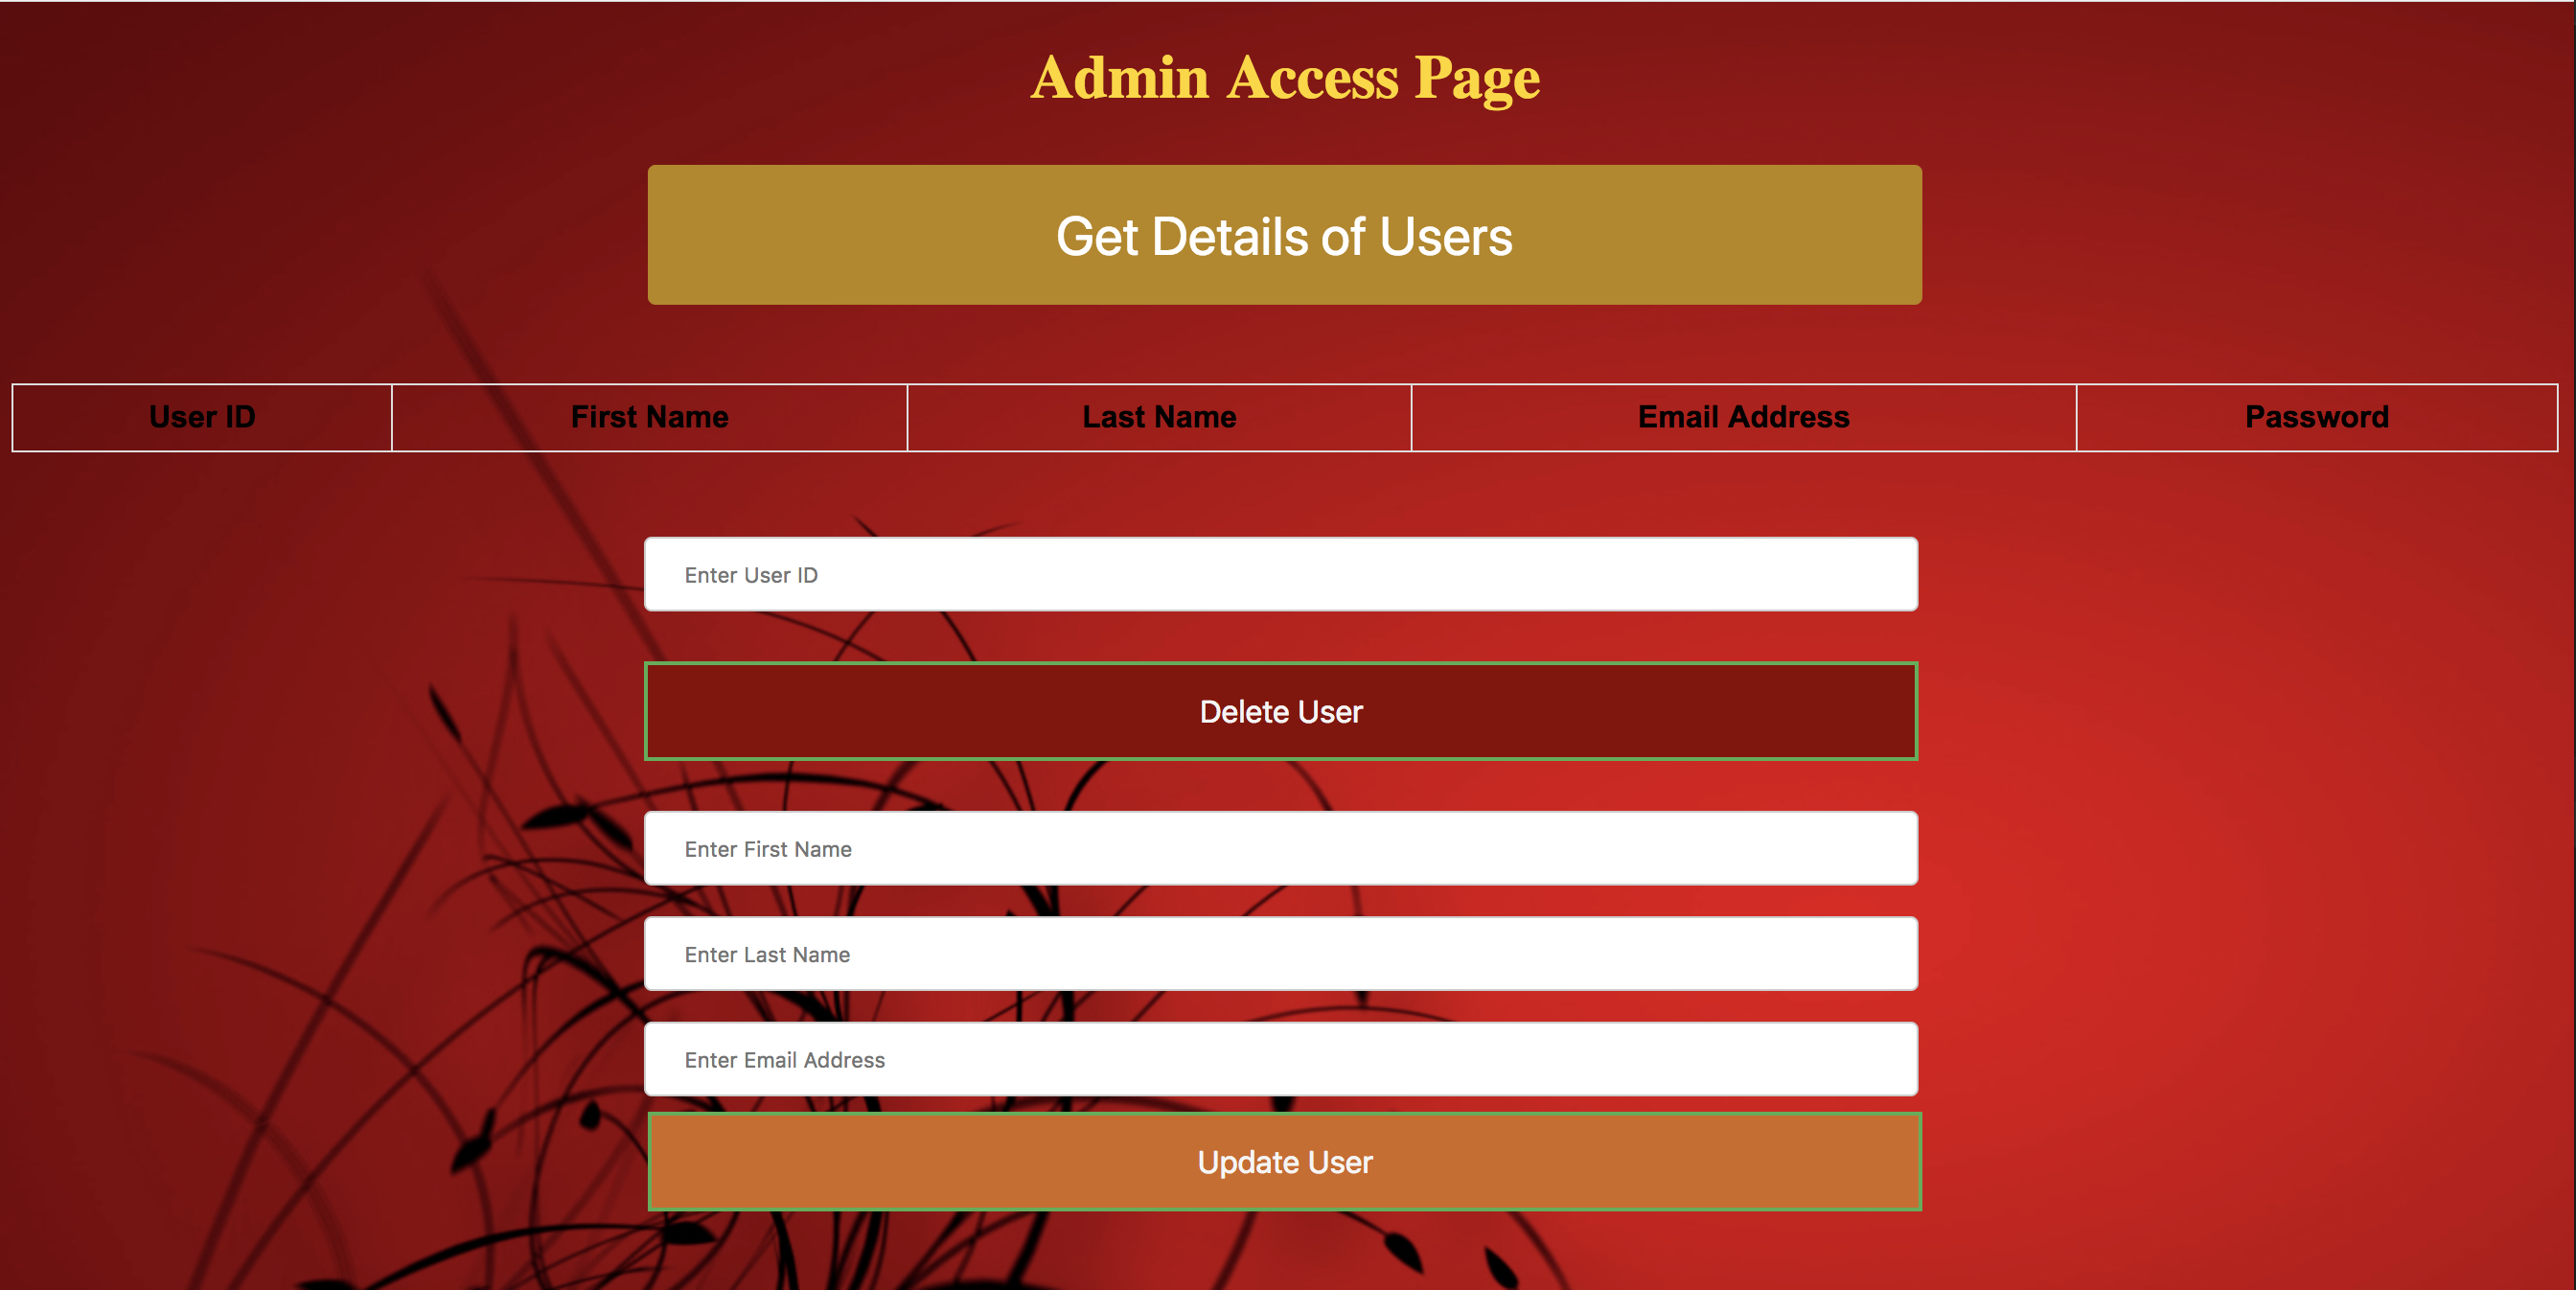 Admin Access Page
Get Details of Users
User ID First Name Last Name Email Address Password
Enter User ID
Delete User
Enter First Name
Enter Last Name
Enter Email Address
Update User